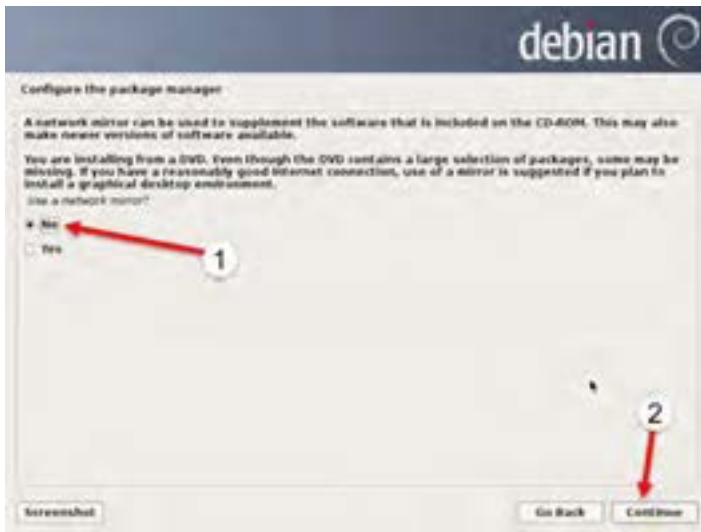 debian
Configure the package manager
A network mirror can be used to supplement the software that is included on the CD-ROM. This may also
make newer versions of software available.
You are installing from a DVD. Even though the DVD contains a large selection of packages, some may be
missing. If you have a reasonably good Internet connection, use of a mirror is suggested if you plan to
install a graphical desktop environment.
Use a network mirror?
No
Yes
1
2
Screenshot
Go Back
Continue